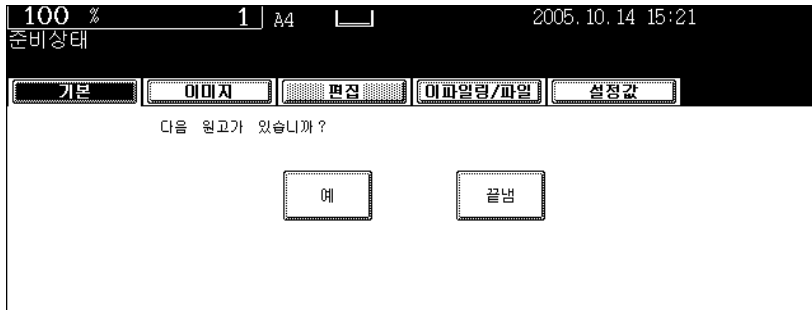 100 % 1 A4 2005.10.14 15:21
준비상태
기본 이미지 편집 이파일링/파일 설정값
다음 원고가 있습니까?
예 끝냄